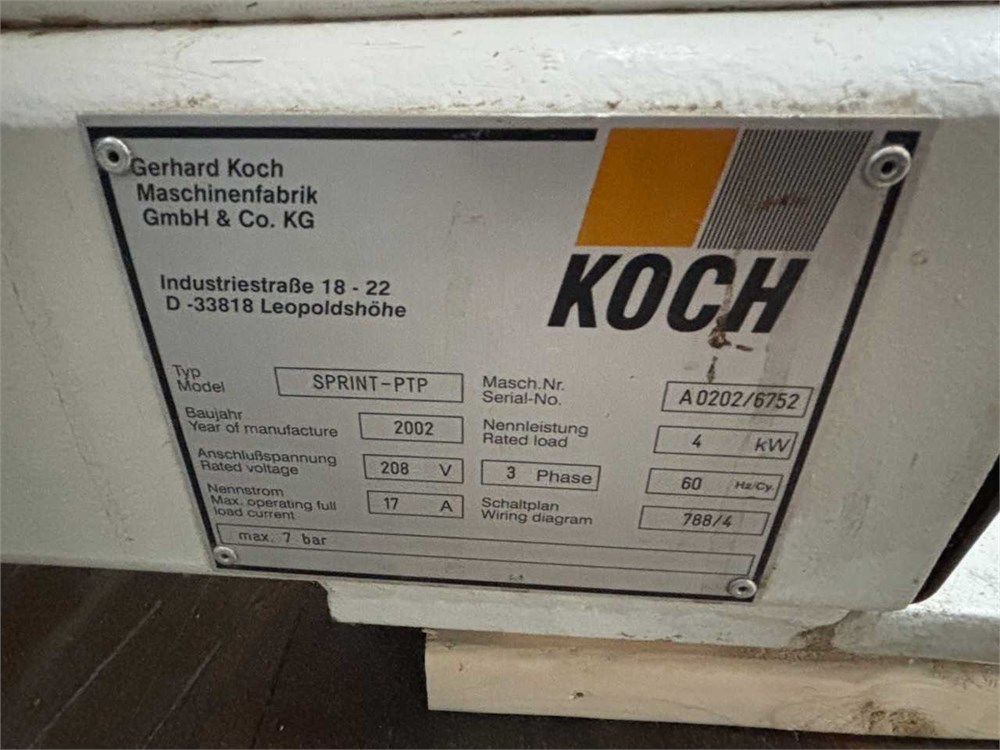 Gerhard Koch
Maschinenfabrik
GmbH & Co. KG
KOCH
Industriestraße 18 - 22
D -33818 Leopoldshöhe
Typ
Model
SPRINT-PTP
Masch.Nr.
Serial-No.
A0202/6752
Baujahr
Year of manufacture
2002
Nennleistung
Rated load
4 kW
Anschlußspannung
Rated voltage
208 V
3 Phase
60 Hz/Cy.
Nennstrom
Max. operating full
load current
17 A
Schaltplan
Wiring diagram
788/4
max. 7 bar